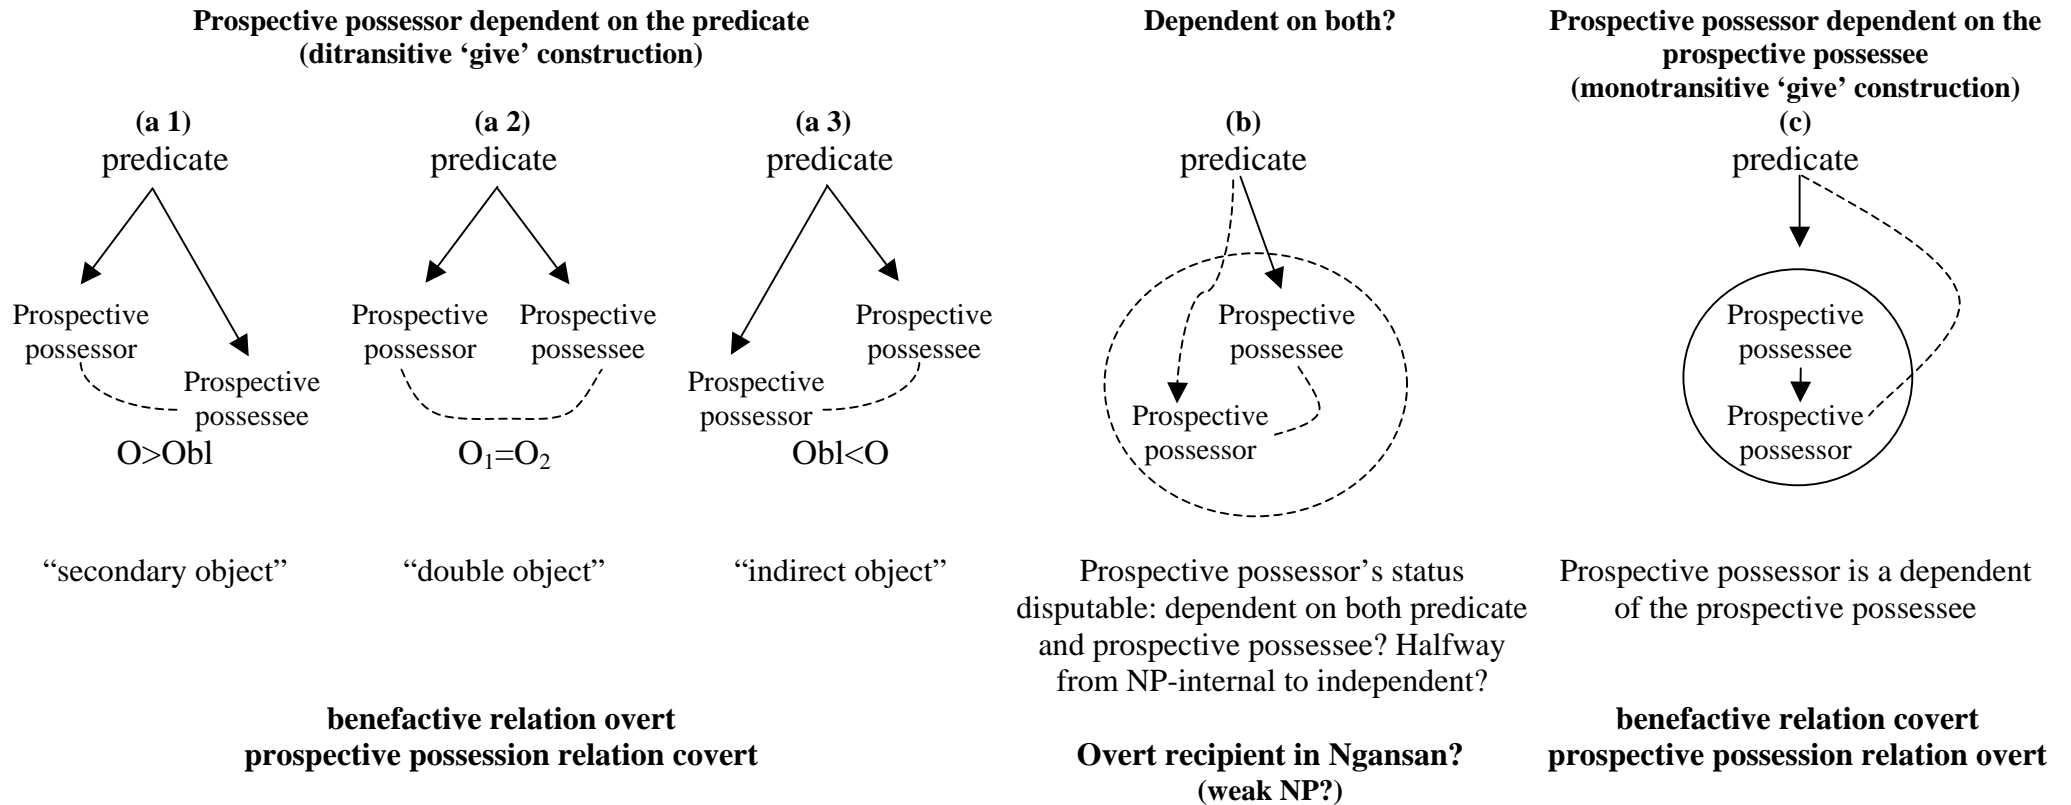 Prospective possessor dependent on the predicate
(ditransitive ‘give’ construction)
(a 1)
predicate
Prospective
possessor
Prospective
possessee
O>Obl
“secondary object”
(a 2)
predicate
Prospective
possessor
Prospective
possessee
O₁=O₂
“double object”
(a 3)
predicate
Prospective
possessee
Prospective
possessor
Obl<O
“indirect object”
benefactive relation overt
prospective possession relation covert
Dependent on both?
(b)
predicate
Prospective
possessee
Prospective
possessor
Prospective possessor’s status
disputable: dependent on both predicate
and prospective possessee? Halfway
from NP-internal to independent?
Overt recipient in Ngansan?
(weak NP?)
Prospective possessor dependent on the
prospective possessee
(monotransitive ‘give’ construction)
(c)
predicate
Prospective
possessee
Prospective
possessor
Prospective possessor is a dependent
of the prospective possessee
benefactive relation covert
prospective possession relation overt